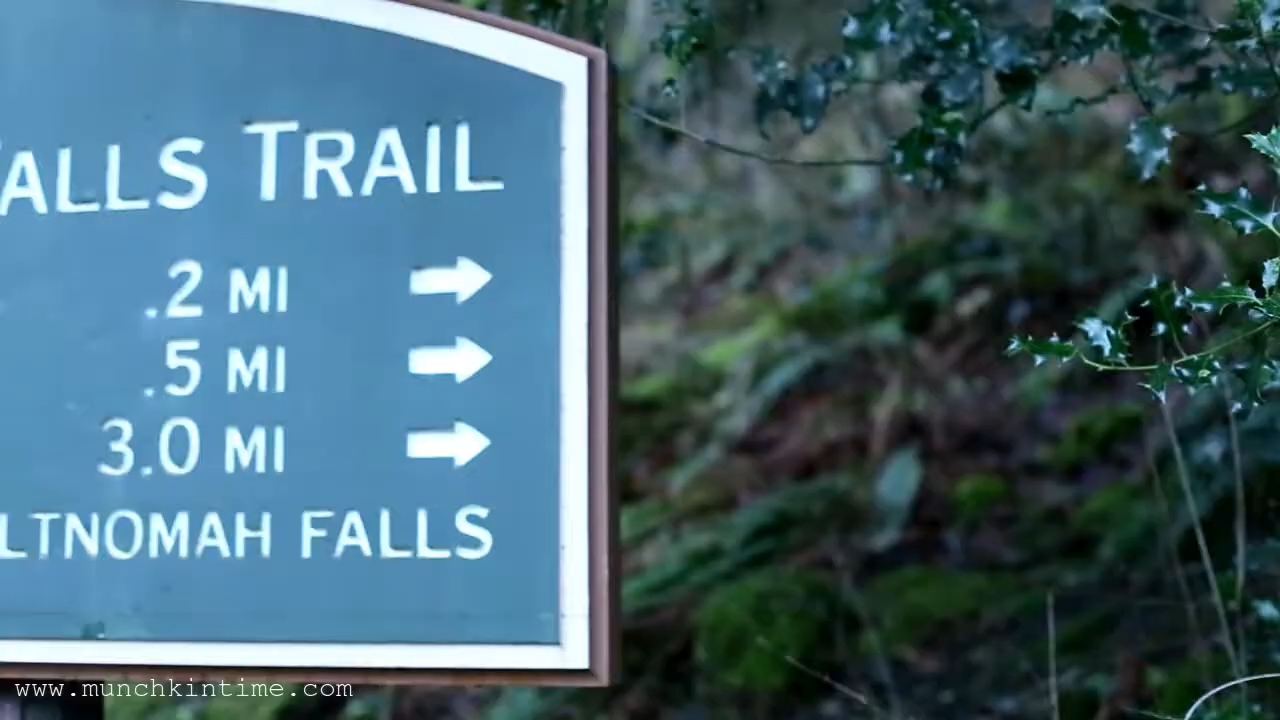 ALLS TRAIL
.2 MI
.5 MI
3.0 MI
LTNOMAH FALLS
www.munchkintime.com